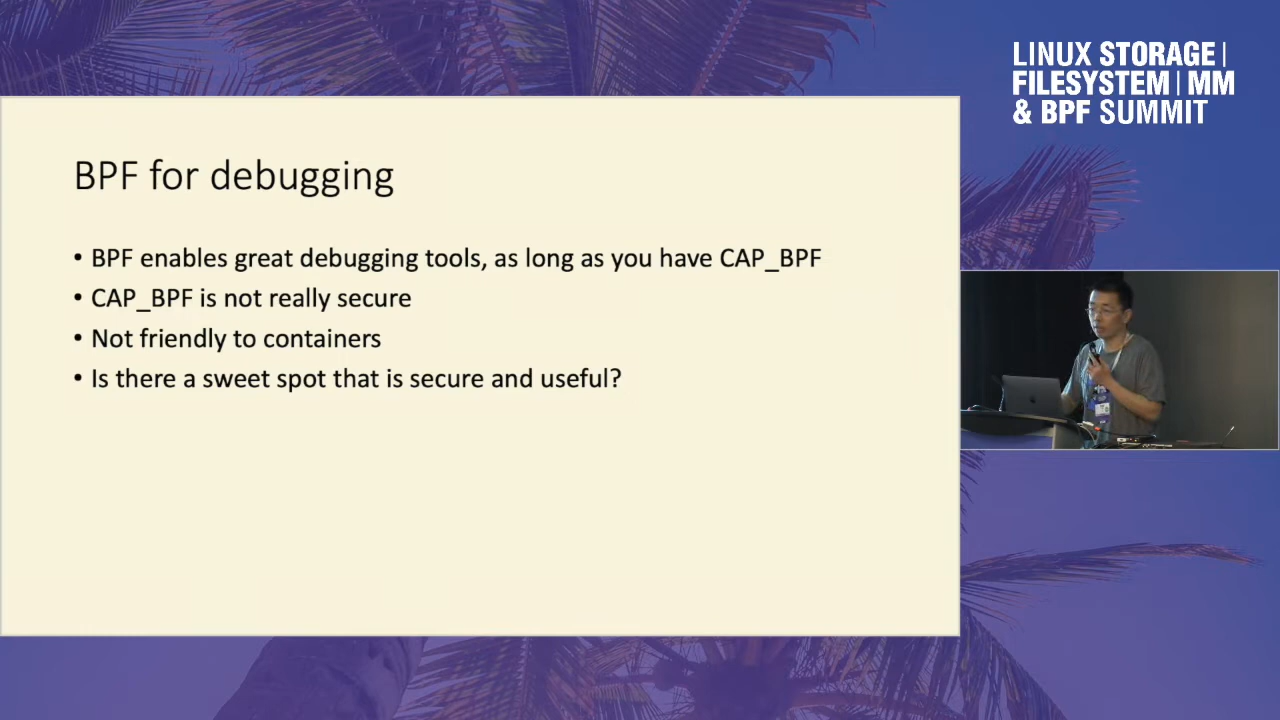 LINUX STORAGE |
FILESYSTEM | MM
& BPF SUMMIT
BPF for debugging
• BPF enables great debugging tools, as long as you have CAP_BPF
• CAP_BPF is not really secure
• Not friendly to containers
• Is there a sweet spot that is secure and useful?